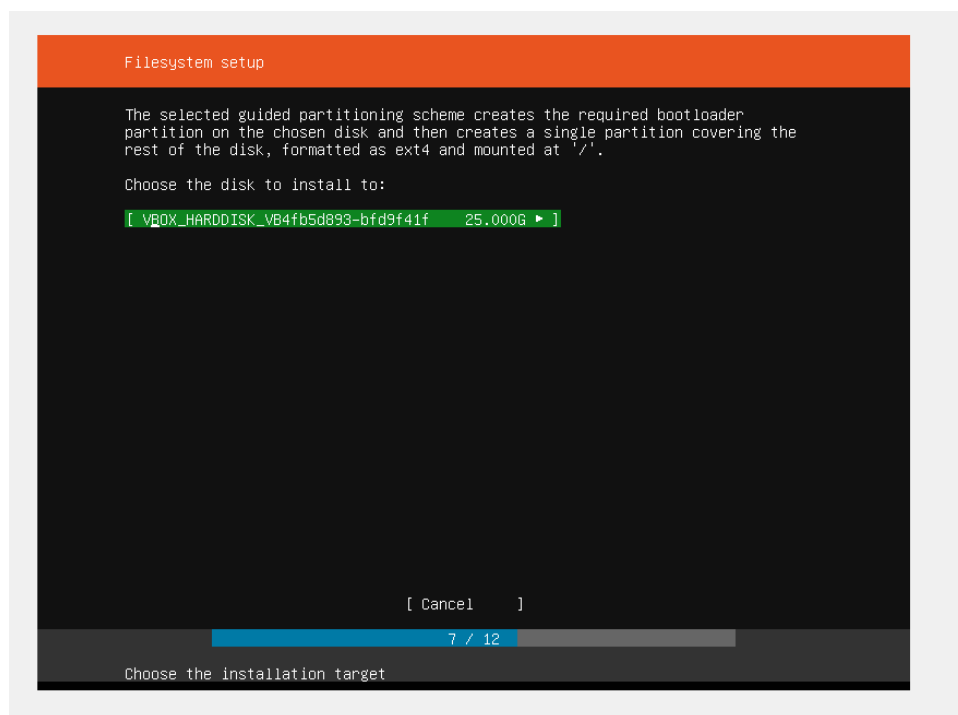 Filesystem setup
The selected guided partitioning scheme creates the required bootloader
partition on the chosen disk and then creates a single partition covering the
rest of the disk, formatted as ext4 and mounted at '/'.
Choose the disk to install to:
[ VBOX_HARDDISK_VB4fb5d893-bfd9f41f 25.000G ► ]
[ Cancel ]
7 / 12
Choose the installation target